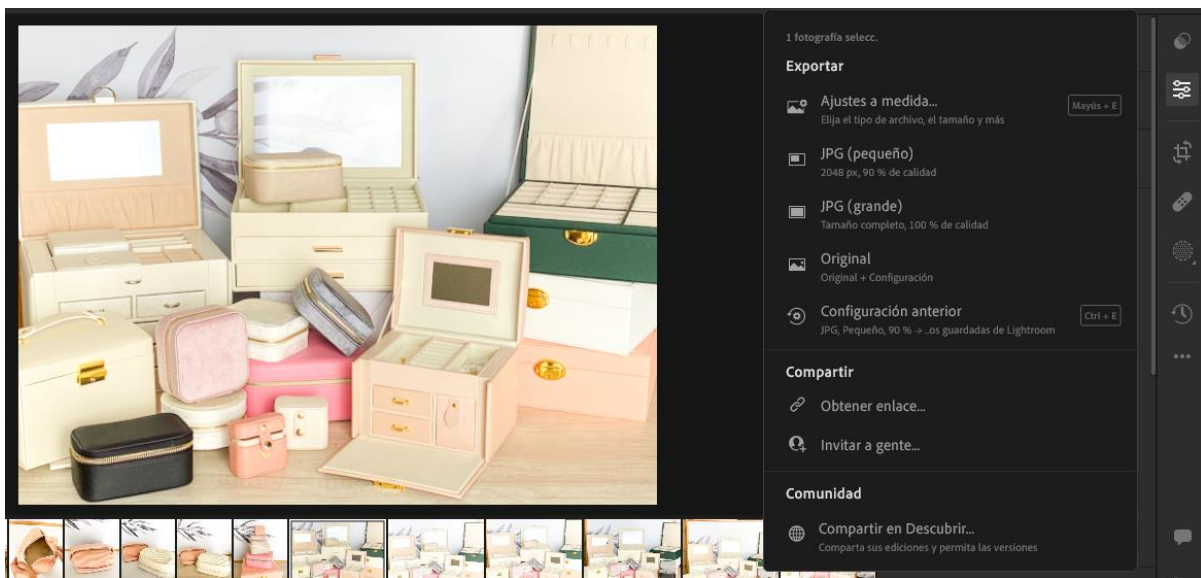 1 fotografía selecc.
Exportar
Ajustes a medida...
Mayús + E
Elija el tipo de archivo, el tamaño y más
JPG (pequeño)
2048 px, 90 % de calidad
JPG (grande)
Tamaño completo, 100 % de calidad
Original
Original + Configuración
Configuración anterior
Ctrl + E
JPG, Pequeño, 90 % → ..os guardadas de Lightroom
Compartir
Obtener enlace...
Invitar a gente...
Comunidad
Compartir en Descubrir...
Comparta sus ediciones y permita las versiones